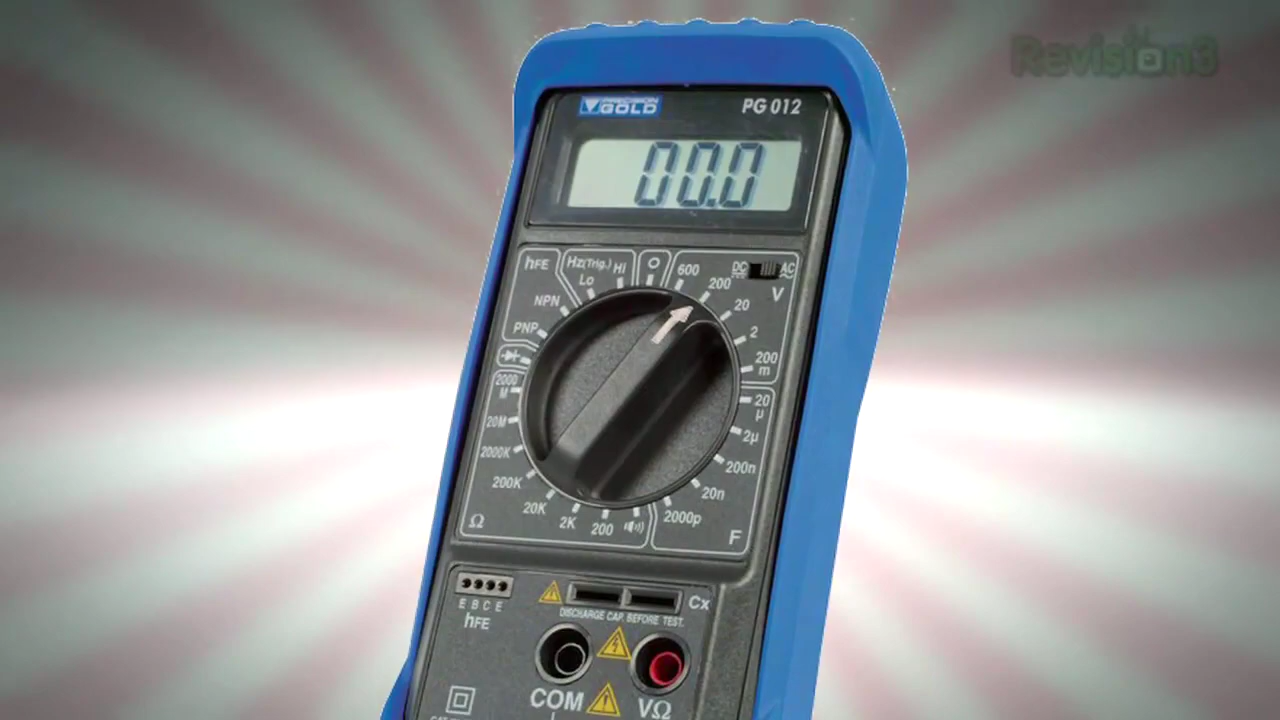 Revision3
PRECISION
GOLD
PG 012
00.0
hFE
Hz(Trig.)
Lo
HI
O
600
DC
AC
200
V
20
NPN
2
PNP
200
m
2000
M
20
µ
20M
2µ
2000K
200n
200K
20n
20K
2K
200
2000p
Ω
F
E B C E
hFE
Cx
DISCHARGE CAP. BEFORE TEST.
COM
VΩ